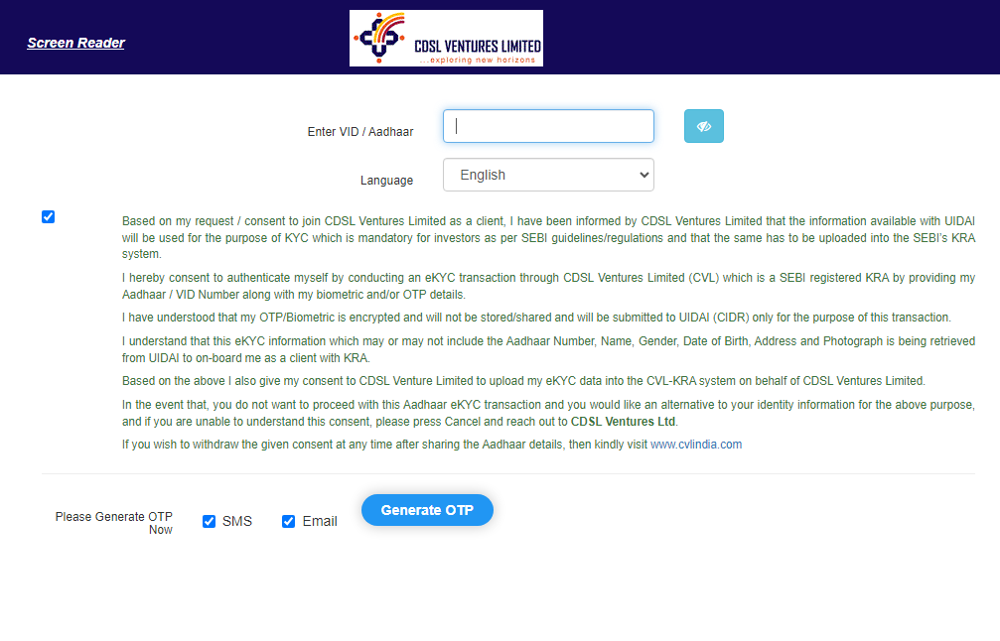 Screen Reader
CDSL VENTURES LIMITED
...exploring new horizons
Enter VID / Aadhaar
Language
English
Based on my request / consent to join CDSL Ventures Limited as a client, I have been informed by CDSL Ventures Limited that the information available with UIDAI
will be used for the purpose of KYC which is mandatory for investors as per SEBI guidelines/regulations and that the same has to be uploaded into the SEBI's KRA
system.
I hereby consent to authenticate myself by conducting an eKYC transaction through CDSL Ventures Limited (CVL) which is a SEBI registered KRA by providing my
Aadhaar / VID Number along with my biometric and/or OTP details.
I have understood that my OTP/Biometric is encrypted and will not be stored/shared and will be submitted to UIDAI (CIDR) only for the purpose of this transaction.
I understand that this eKYC information which may or may not include the Aadhaar Number, Name, Gender, Date of Birth, Address and Photograph is being retrieved
from UIDAI to on-board me as a client with KRA.
Based on the above I also give my consent to CDSL Venture Limited to upload my eKYC data into the CVL-KRA system on behalf of CDSL Ventures Limited.
In the event that, you do not want to proceed with this Aadhaar eKYC transaction and you would like an alternative to your identity information for the above purpose,
and if you are unable to understand this consent, please press Cancel and reach out to CDSL Ventures Ltd.
If you wish to withdraw the given consent at any time after sharing the Aadhaar details, then kindly visit www.cvlindia.com
Please Generate OTP
Now
SMS
Email
Generate OTP